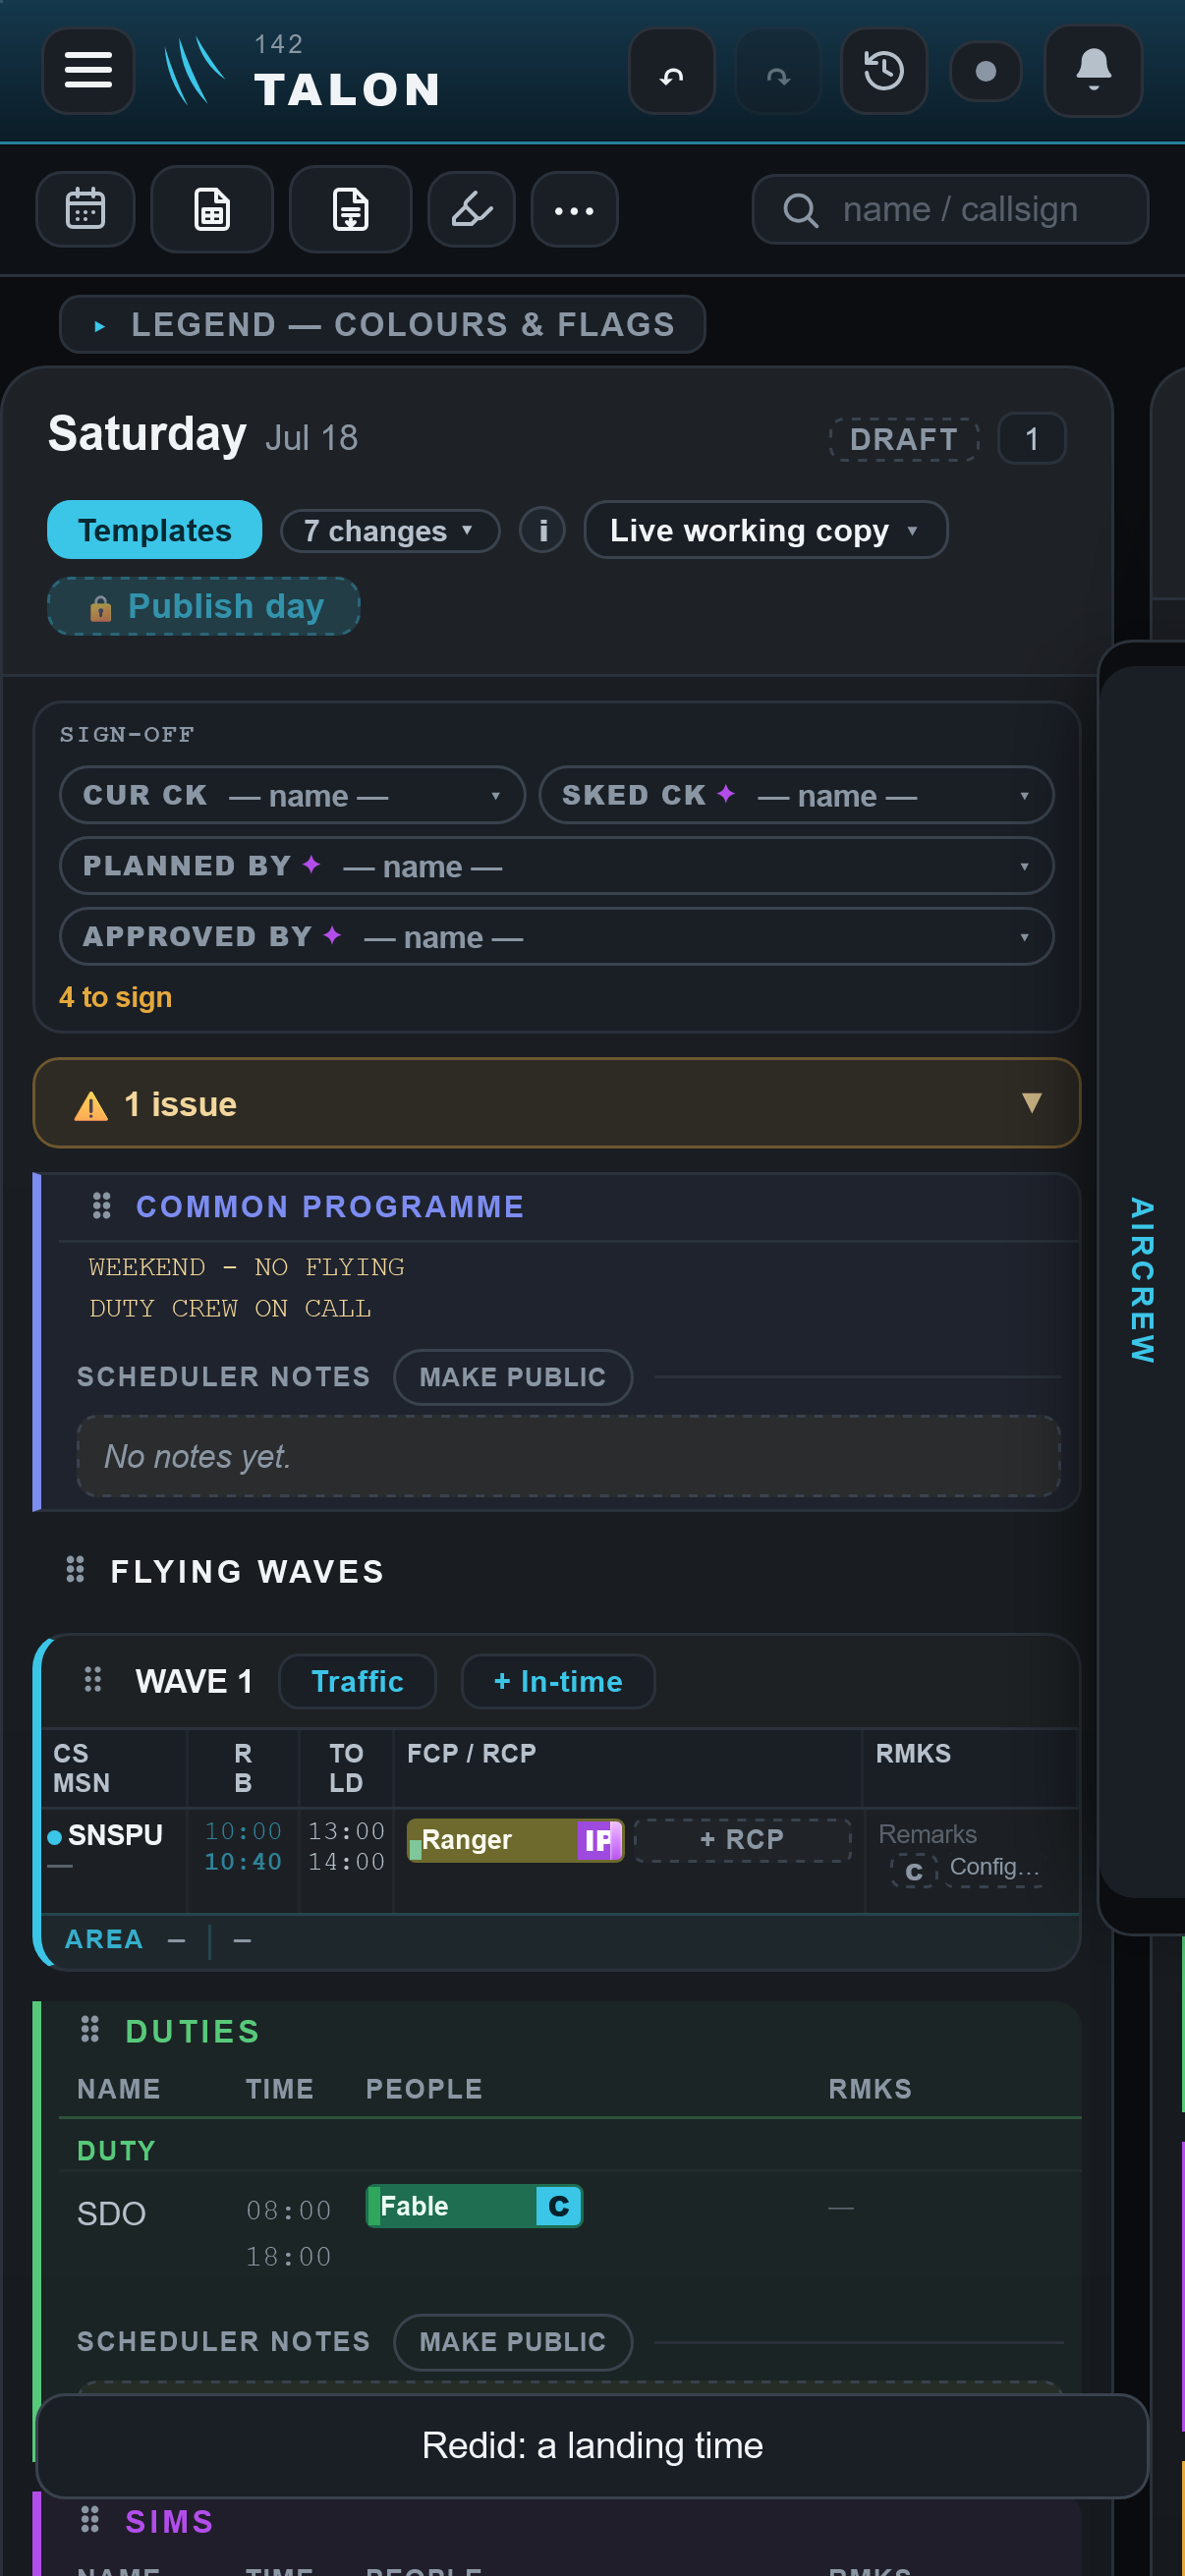 142
TALON
name / callsign
LEGEND — COLOURS & FLAGS
Saturday Jul 18 DRAFT 1
Templates 7 changes i Live working copy
Publish day
SIGN-OFF
CUR CK — name — SKED CK — name —
PLANNED BY — name —
APPROVED BY — name —
4 to sign
1 issue
COMMON PROGRAMME
WEEKEND - NO FLYING
DUTY CREW ON CALL
SCHEDULER NOTES MAKE PUBLIC
No notes yet.
AIRCREW
FLYING WAVES
WAVE 1 Traffic + In-time
CS R TO FCP / RCP RMKS
MSN B LD
SNSPU 10:00 13:00 Ranger IP + RCP Remarks
— 10:40 14:00 C Config...
AREA — —
DUTIES
NAME TIME PEOPLE RMKS
DUTY
SDO 08:00 Fable C —
18:00
SCHEDULER NOTES MAKE PUBLIC
Redid: a landing time
SIMS
NAME TIME PEOPLE RMKS